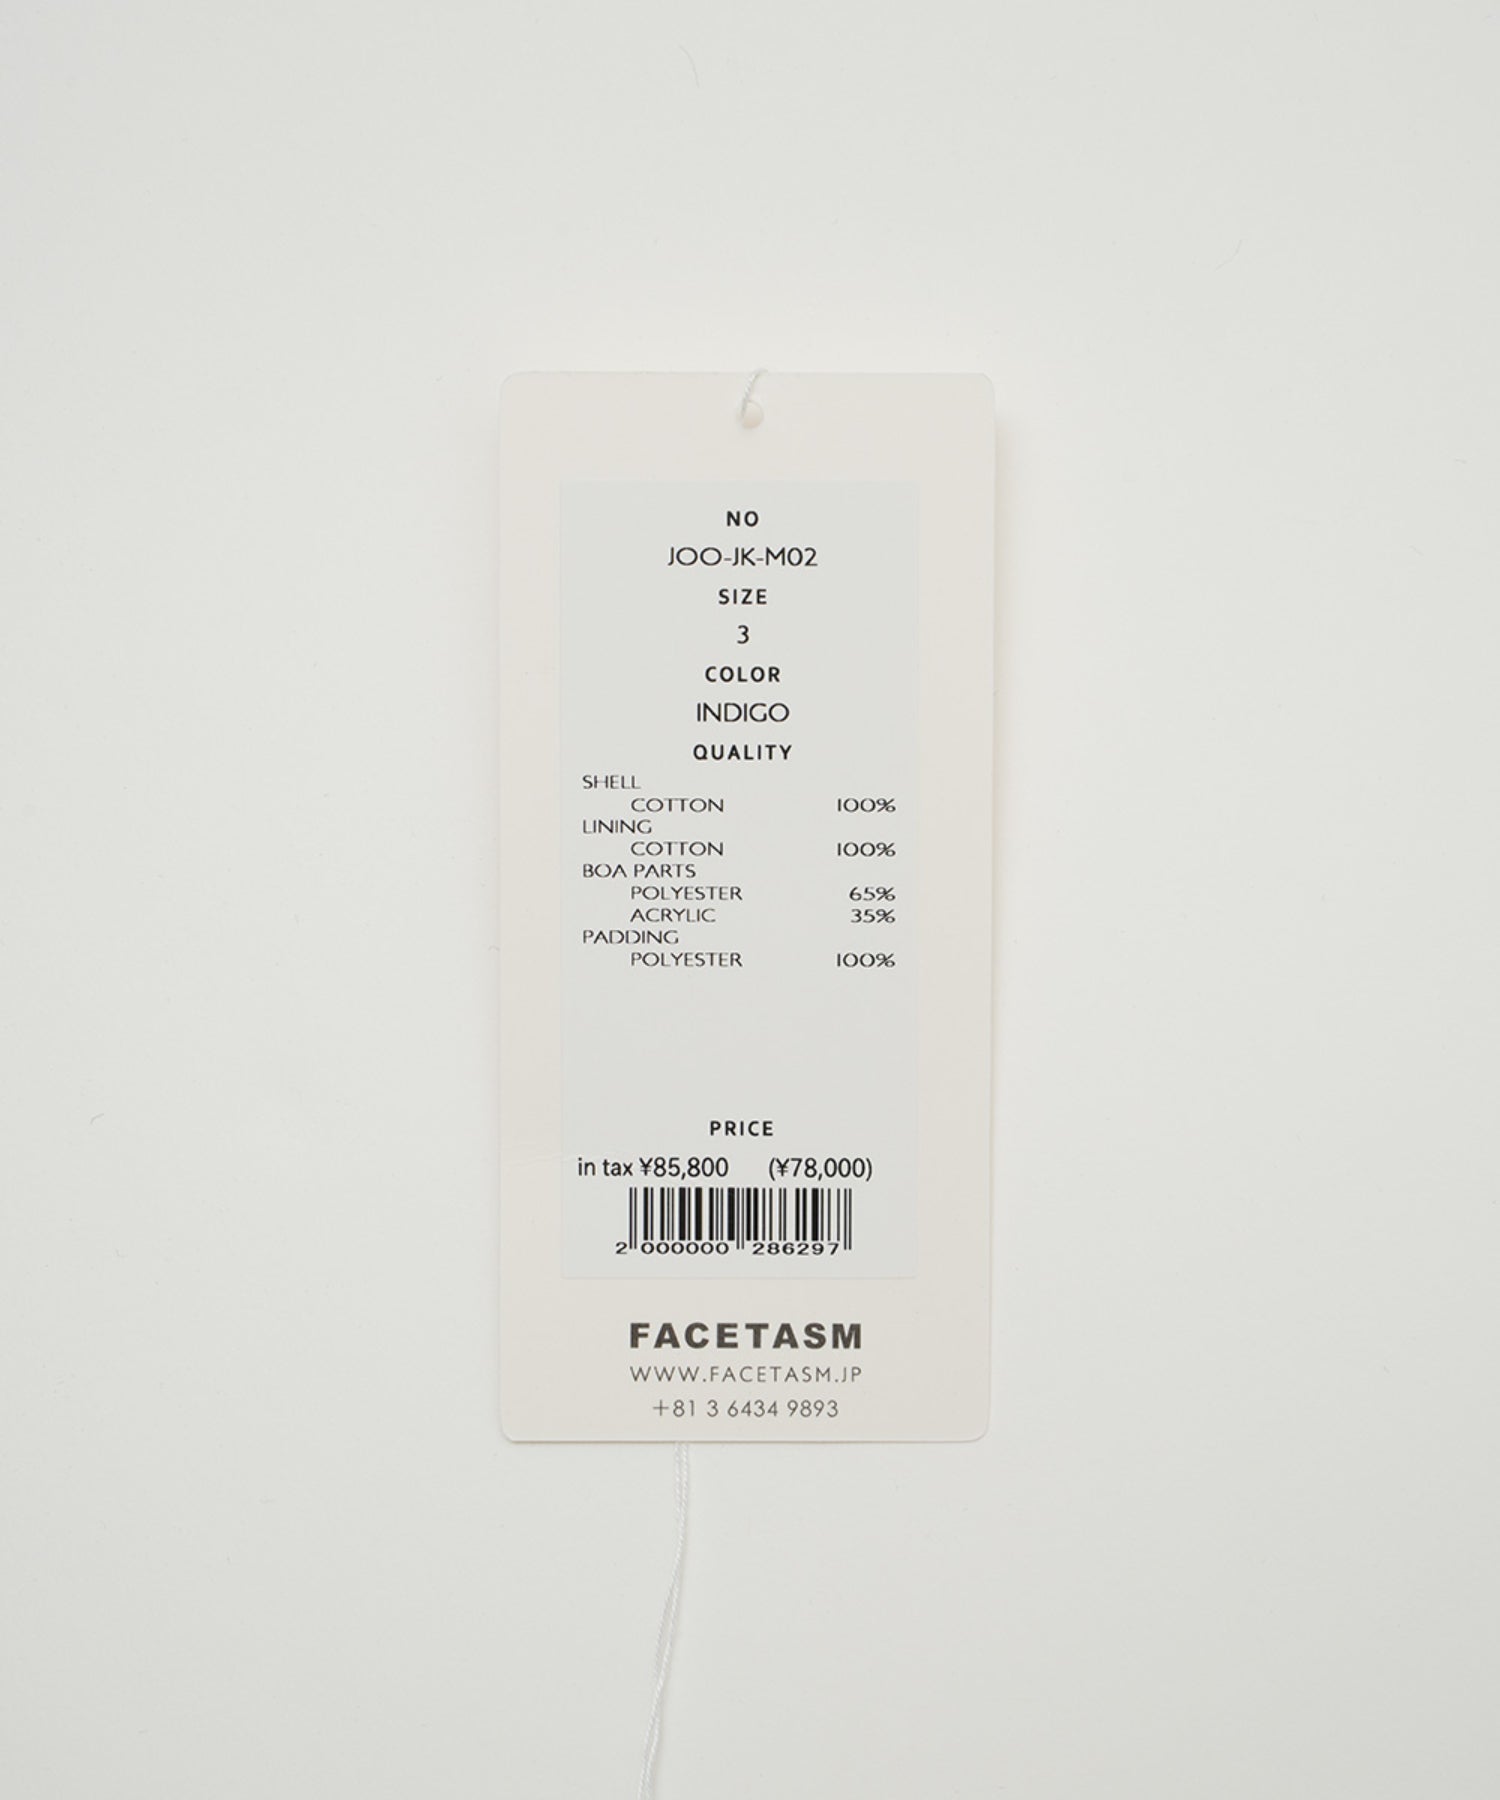 NO
JOO-JK-M02
SIZE
3
COLOR
INDIGO
QUALITY
SHELL
COTTON 100%
LINING
COTTON 100%
BOA PARTS
POLYESTER 65%
ACRYLIC 35%
PADDING
POLYESTER 100%
PRICE
in tax ¥85,800 (¥78,000)
2 000000 286297
FACETASM
WWW.FACETASM.JP
+81 3 6434 9893